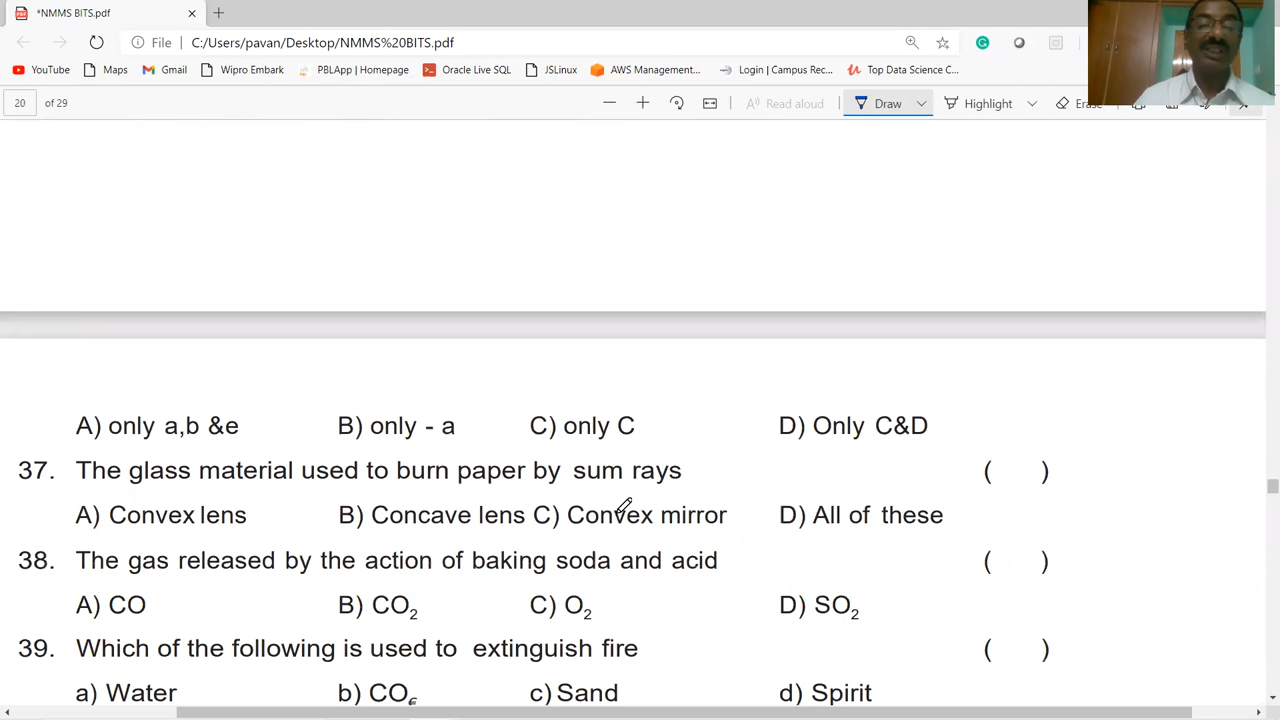 *NMMS BITS.pdf
File C:/Users/pavan/Desktop/NMMS%20BITS.pdf
YouTube Maps Gmail Wipro Embark PBLApp | Homepage Oracle Live SQL JSLinux AWS Management... Login | Campus Rec... Top Data Science C...
20 of 29 Read aloud Draw Highlight Erase
A) only a,b &e B) only - a C) only C D) Only C&D
37. The glass material used to burn paper by sum rays ( )
A) Convex lens B) Concave lens C) Convex mirror D) All of these
38. The gas released by the action of baking soda and acid ( )
A) CO B) CO₂ C) O₂ D) SO₂
39. Which of the following is used to extinguish fire ( )
a) Water b) CO c) Sand d) Spirit